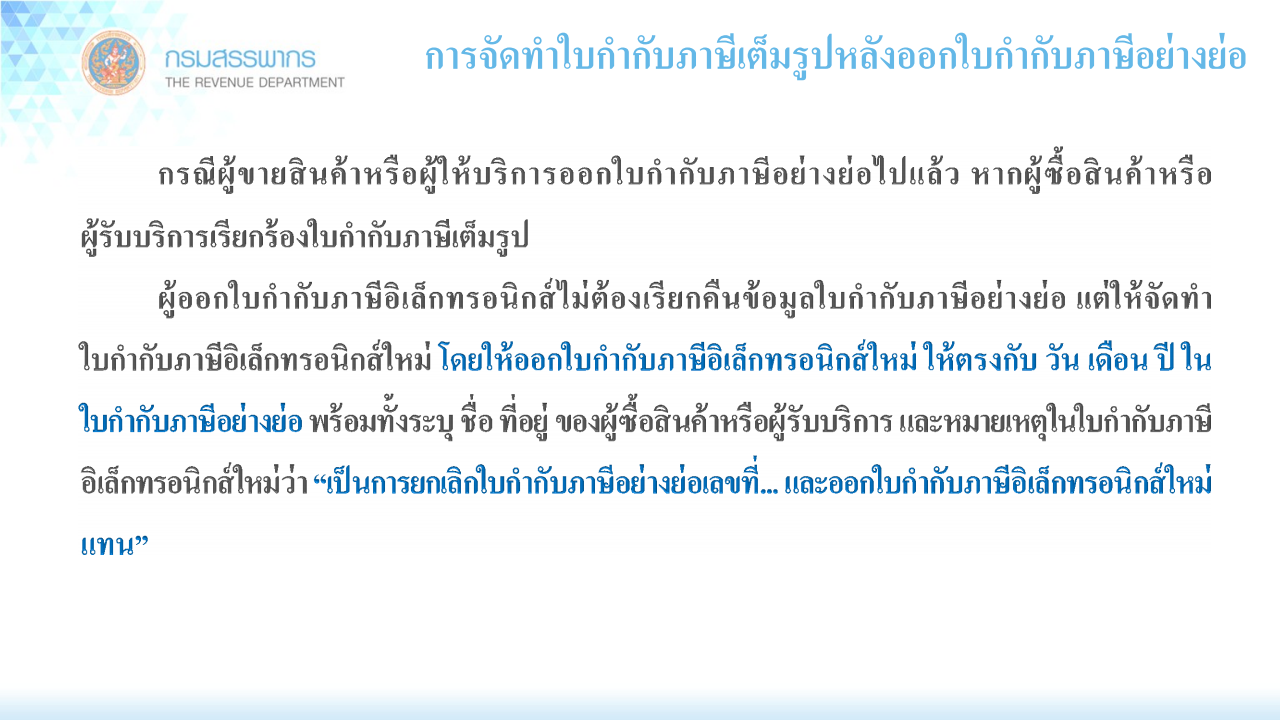 กรมสรรพากร
THE REVENUE DEPARTMENT
การจัดทำใบกำกับภาษีเต็มรูปหลังออกใบกำกับภาษีอย่างย่อ
กรณีผู้ขายสินค้าหรือผู้ให้บริการออกใบกำกับภาษีอย่างย่อไปแล้ว หากผู้ซื้อสินค้าหรือ
ผู้รับบริการเรียกร้องใบกำกับภาษีเต็มรูป
ผู้ออกใบกำกับภาษีอิเล็กทรอนิกส์ไม่ต้องเรียกคืนข้อมูลใบกำกับภาษีอย่างย่อ แต่ให้จัดทำ
ใบกำกับภาษีอิเล็กทรอนิกส์ใหม่ โดยให้ออกใบกำกับภาษีอิเล็กทรอนิกส์ใหม่ ให้ตรงกับ วัน เดือน ปี ใน
ใบกำกับภาษีอย่างย่อ พร้อมทั้งระบุ ชื่อ ที่อยู่ ของผู้ซื้อสินค้าหรือผู้รับบริการ และหมายเหตุในใบกำกับภาษี
อิเล็กทรอนิกส์ใหม่ว่า “เป็นการยกเลิกใบกำกับภาษีอย่างย่อเลขที่... และออกใบกำกับภาษีอิเล็กทรอนิกส์ใหม่
แทน”